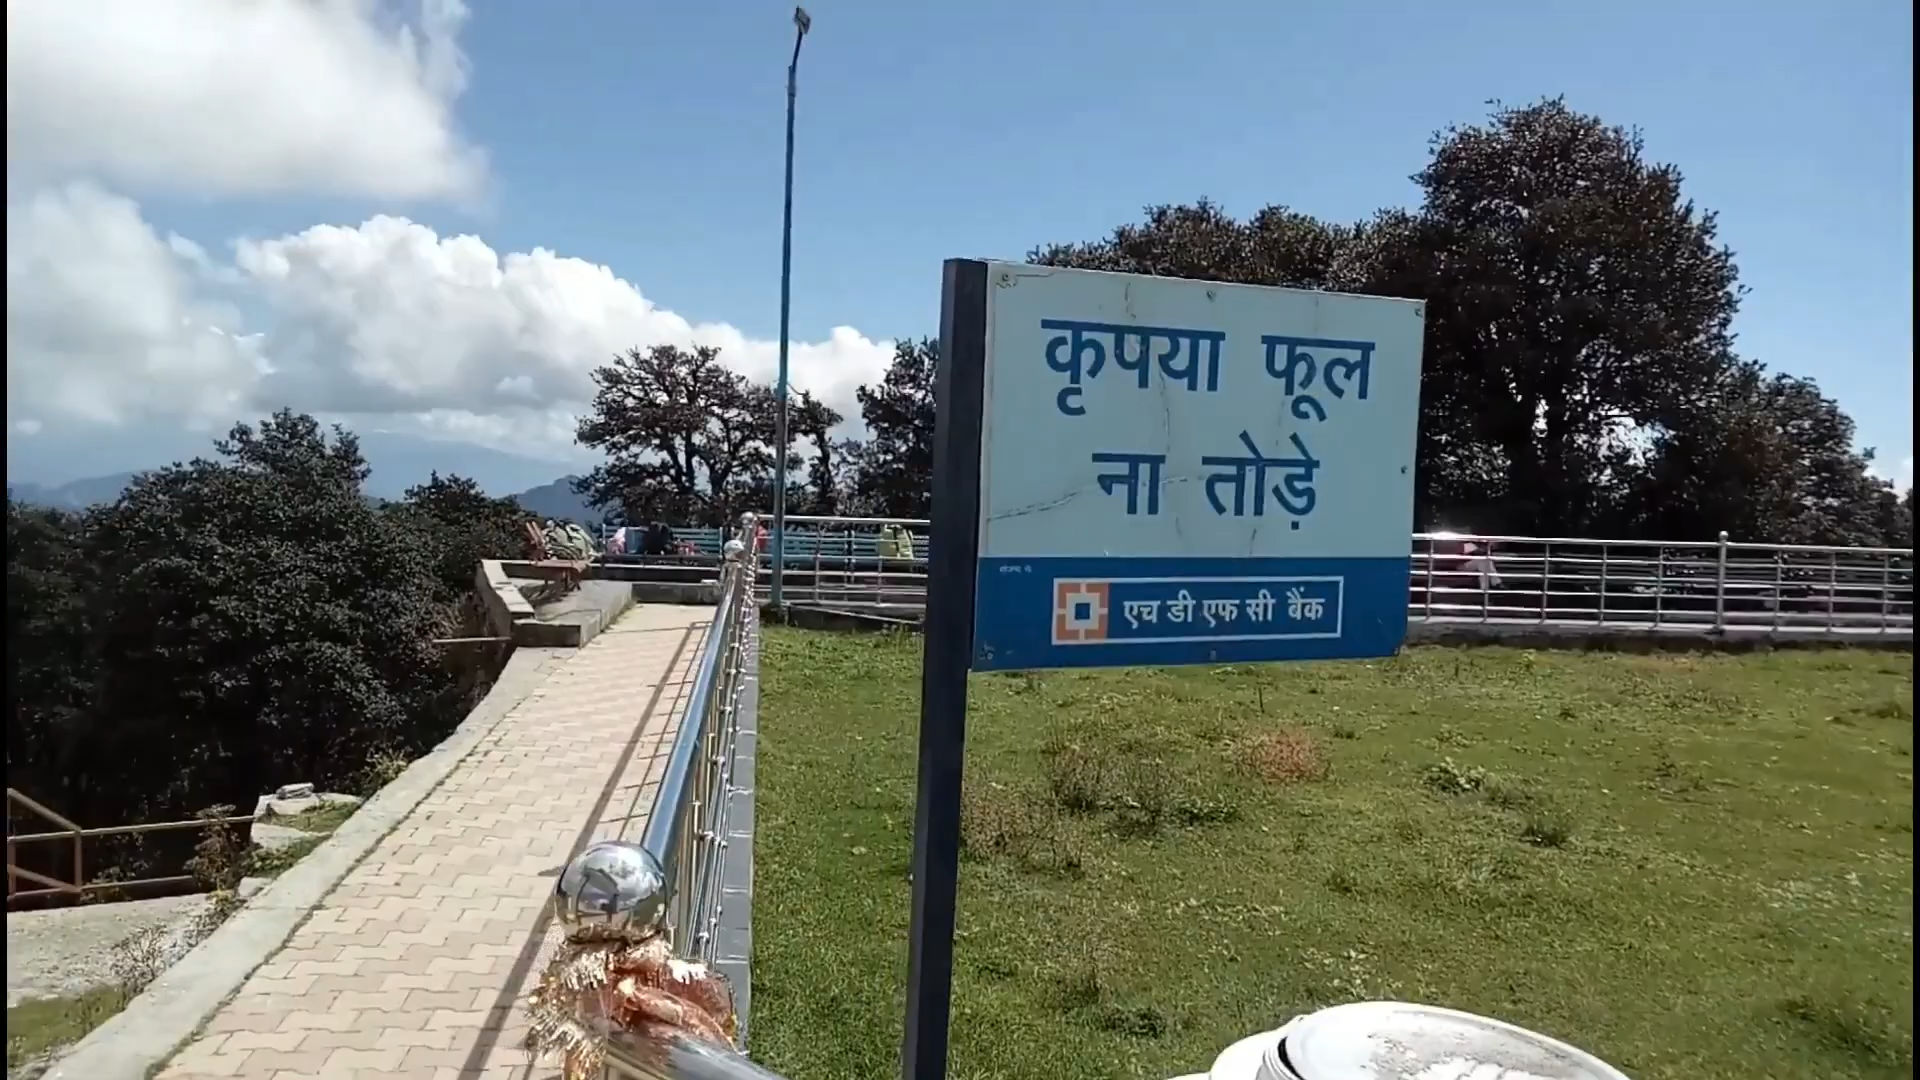 कृपया फूल
ना तोड़े
एच डी एफ सी बैंक